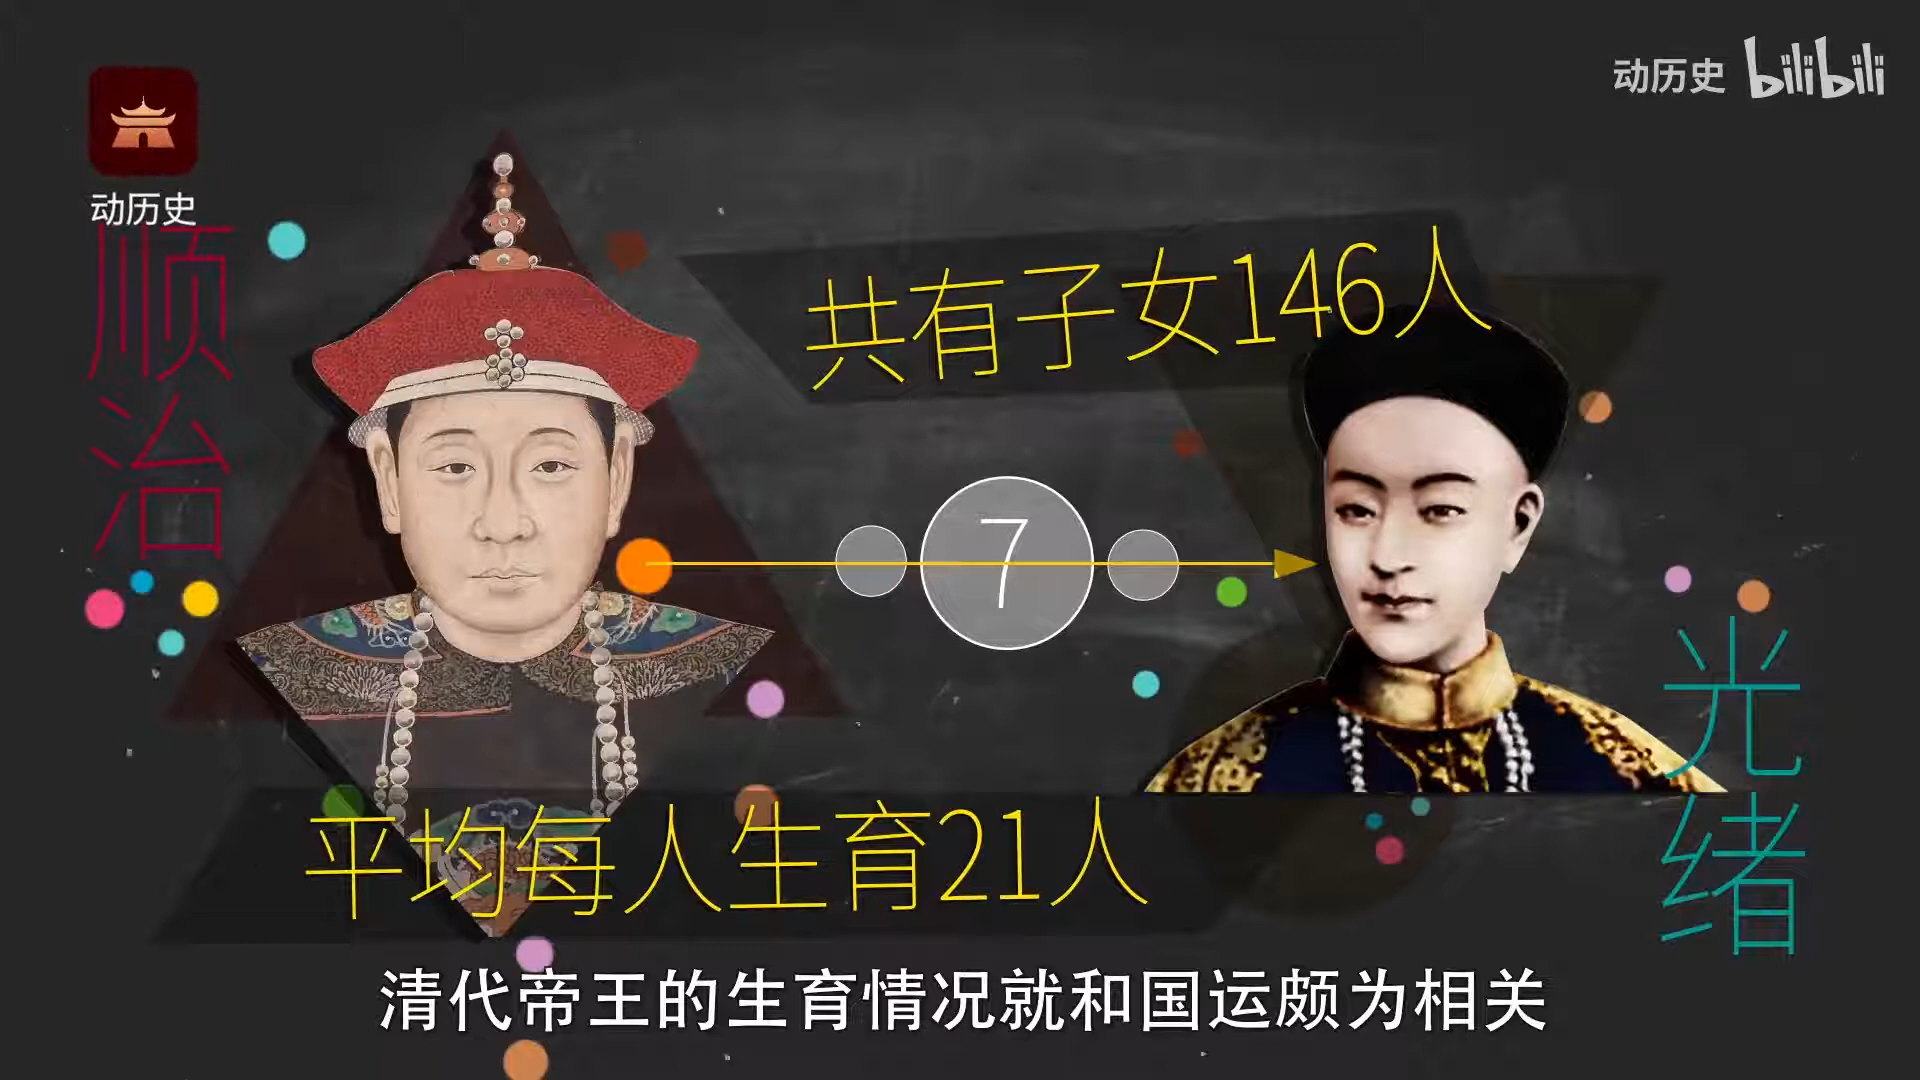 动历史 bilibili
动历史
顺治
共有子女146人
7
光绪
平均每人生育21人
清代帝王的生育情况就和国运颇为相关